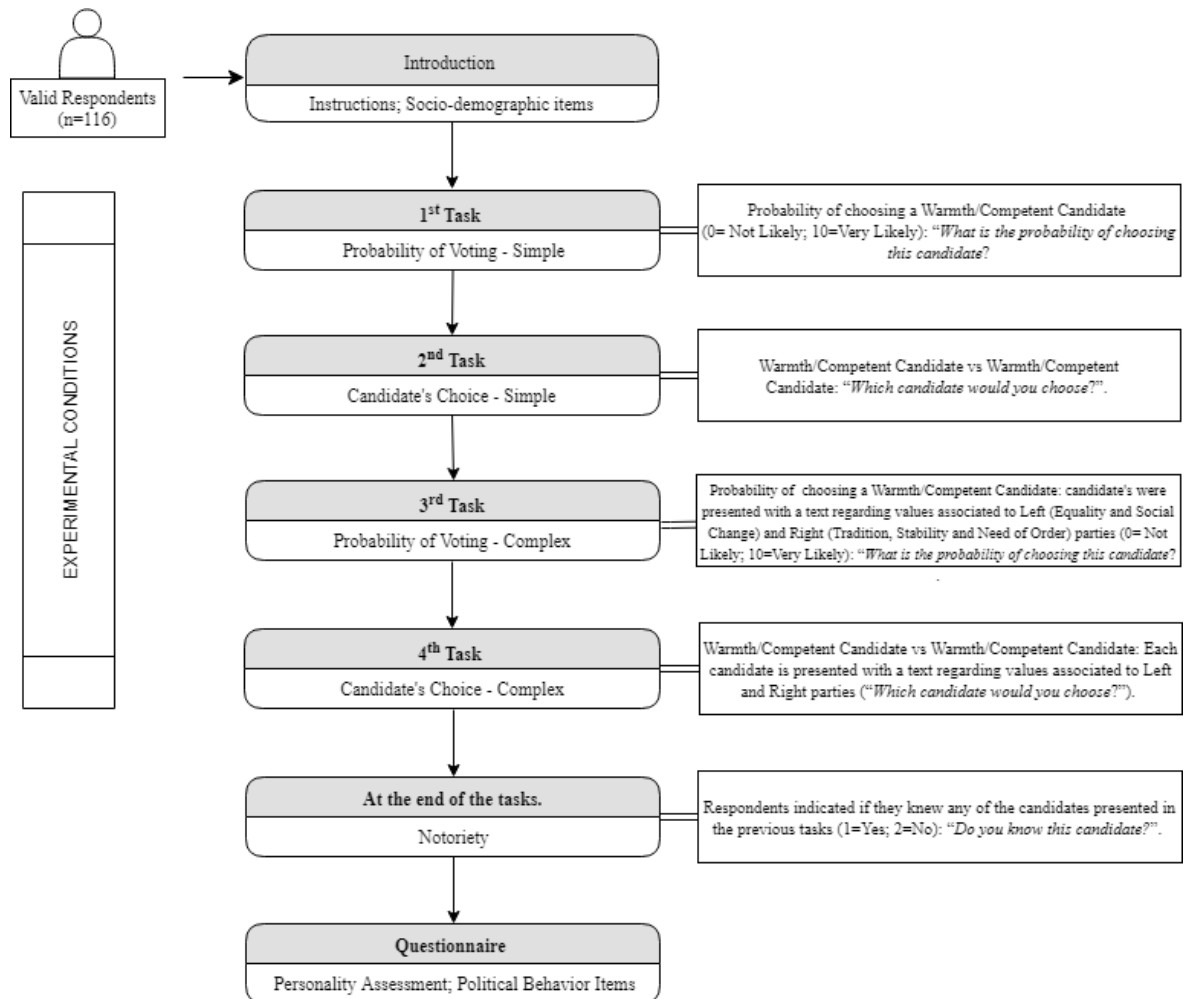 Valid Respondents
(n=116)
Introduction
Instructions; Socio-demographic items
EXPERIMENTAL CONDITIONS
1st Task
Probability of Voting - Simple
Probability of choosing a Warmth/Competent Candidate
(0= Not Likely; 10=Very Likely): “What is the probability of choosing
this candidate?
2nd Task
Candidate's Choice - Simple
Warmth/Competent Candidate vs Warmth/Competent
Candidate: “Which candidate would you choose?”.
3rd Task
Probability of Voting - Complex
Probability of choosing a Warmth/Competent Candidate: candidate's were
presented with a text regarding values associated to Left (Equality and Social
Change) and Right (Tradition, Stability and Need of Order) parties (0= Not
Likely; 10=Very Likely): “What is the probability of choosing this candidate?
.
4th Task
Candidate's Choice - Complex
Warmth/Competent Candidate vs Warmth/Competent Candidate: Each
candidate is presented with a text regarding values associated to Left
and Right parties (“Which candidate would you choose?”).
At the end of the tasks.
Notoriety
Respondents indicated if they knew any of the candidates presented in
the previous tasks (1=Yes; 2=No): “Do you know this candidate?”.
Questionnaire
Personality Assessment; Political Behavior Items